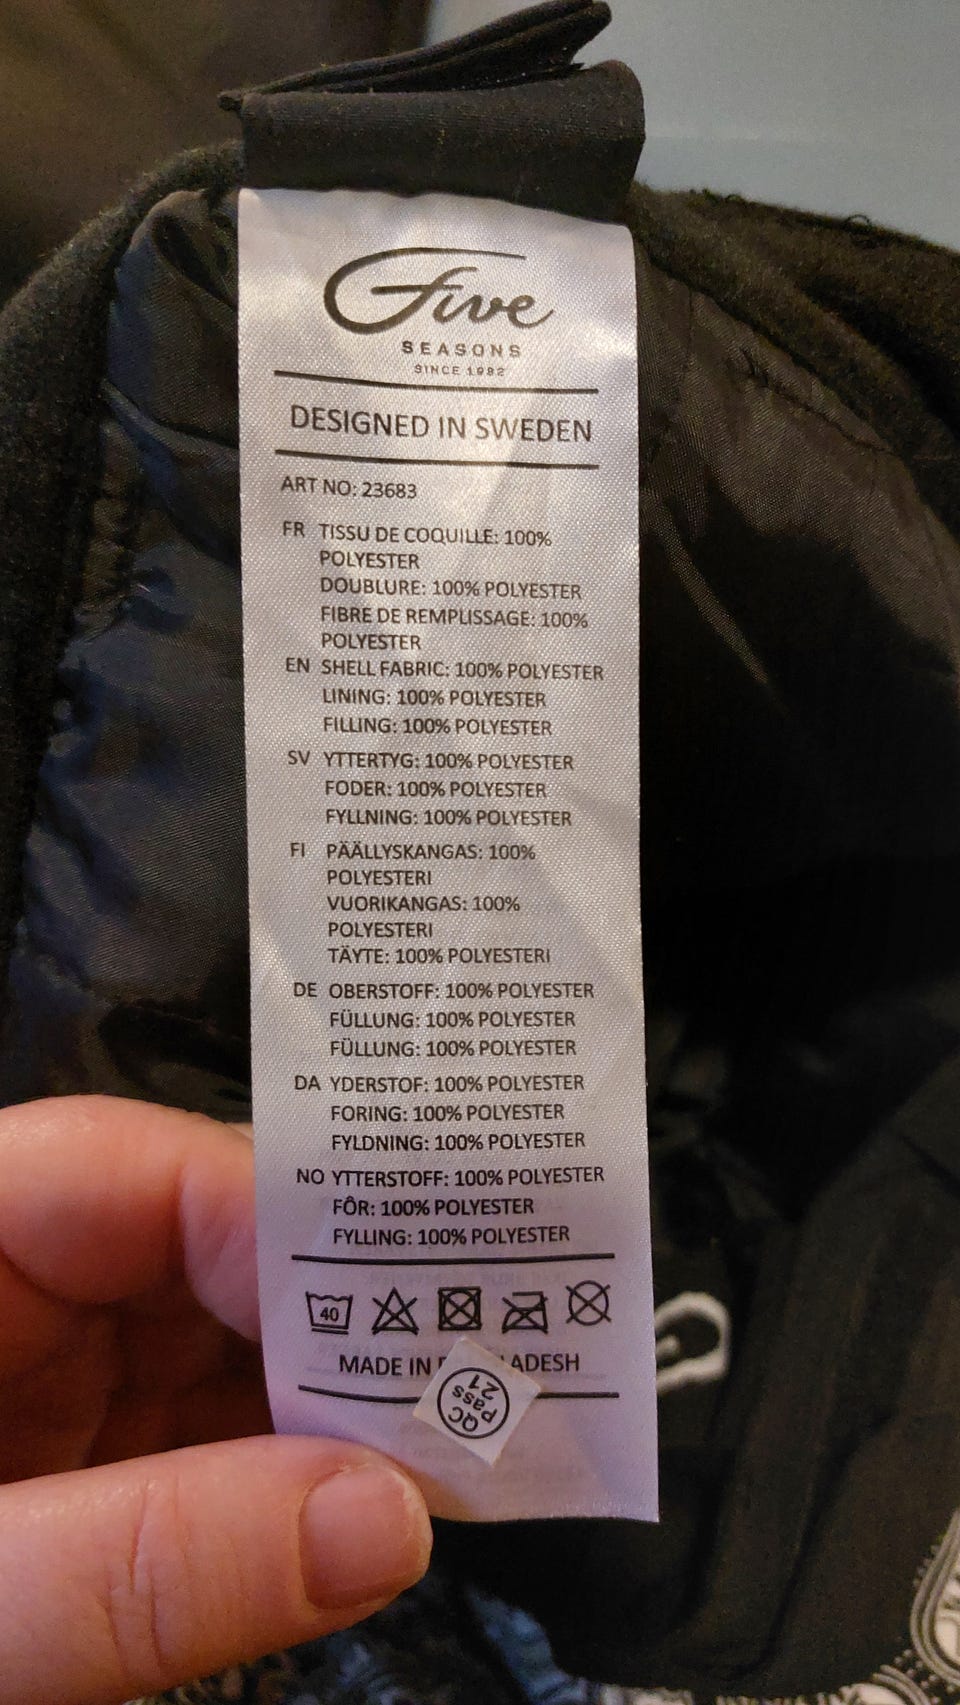 Five
SEASONS
SINCE 1982
DESIGNED IN SWEDEN
ART NO: 23683
FR TISSU DE COQUILLE: 100%
POLYESTER
DOUBLURE: 100% POLYESTER
FIBRE DE REMPLISSAGE: 100%
POLYESTER
EN SHELL FABRIC: 100% POLYESTER
LINING: 100% POLYESTER
FILLING: 100% POLYESTER
SV YTTERTYG: 100% POLYESTER
FODER: 100% POLYESTER
FYLLNING: 100% POLYESTER
FI PÄÄLLYSKANGAS: 100%
POLYESTERI
VUORIKANGAS: 100%
POLYESTERI
TÄYTE: 100% POLYESTERI
DE OBERSTOFF: 100% POLYESTER
FÜLLUNG: 100% POLYESTER
FÜLLUNG: 100% POLYESTER
DA YDERSTOF: 100% POLYESTER
FORING: 100% POLYESTER
FYLDNING: 100% POLYESTER
NO YTTERSTOFF: 100% POLYESTER
FÔR: 100% POLYESTER
FYLLING: 100% POLYESTER
40
MADE IN
QC
Pass
21